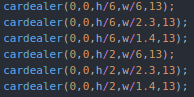 cardealer(0,0,h/6,w/6,13);
cardealer(0,0,h/6,w/2.3,13);
cardealer(0,0,h/6,w/1.4,13);
cardealer(0,0,h/2,w/6,13);
cardealer(0,0,h/2,w/2.3,13);
cardealer(0,0,h/2,w/1.4,13);